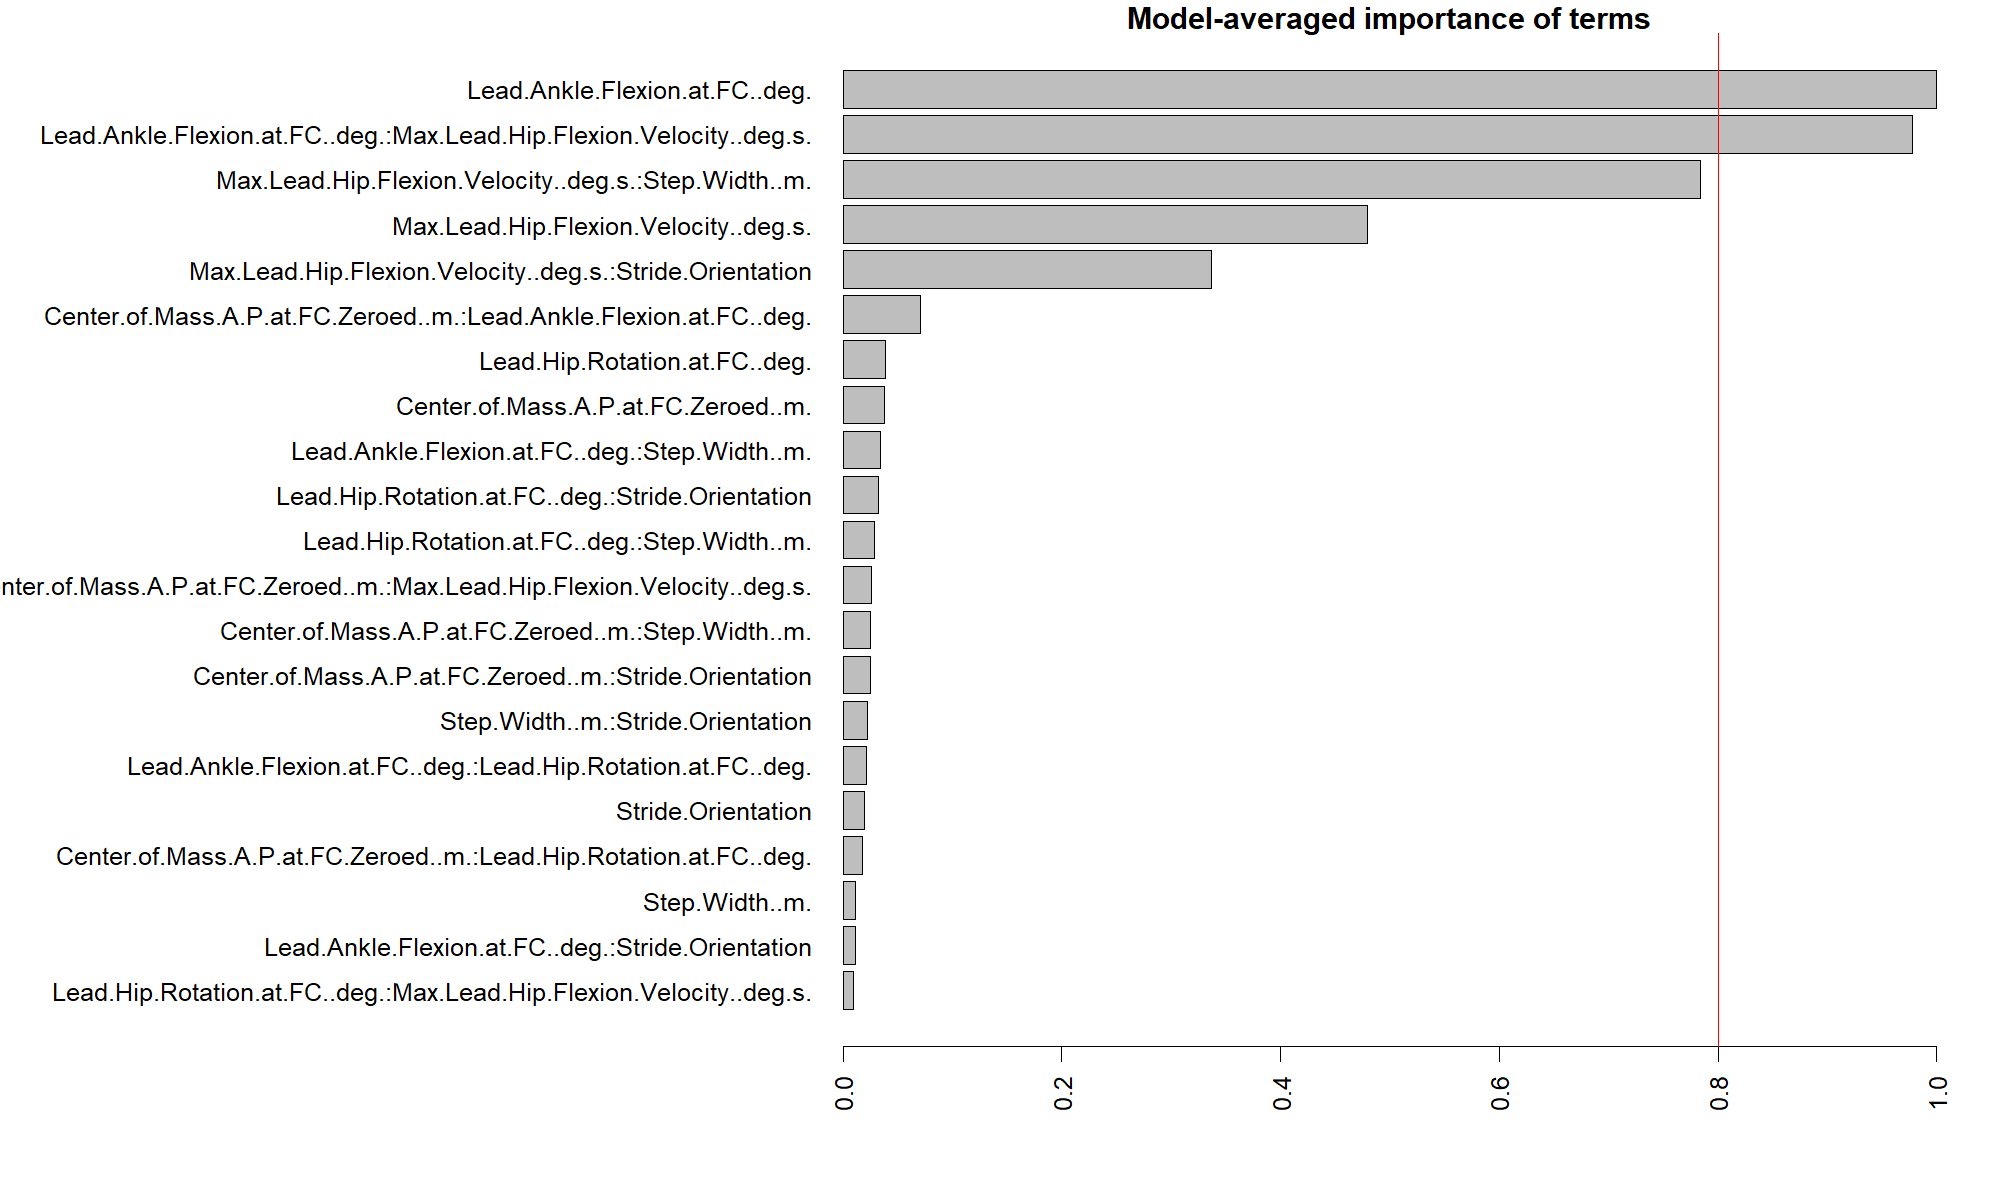 Model-averaged importance of terms
Lead.Ankle.Flexion.at.FC..deg.
Lead.Ankle.Flexion.at.FC..deg.:Max.Lead.Hip.Flexion.Velocity..deg.s.
Max.Lead.Hip.Flexion.Velocity..deg.s.:Step.Width..m.
Max.Lead.Hip.Flexion.Velocity..deg.s.
Max.Lead.Hip.Flexion.Velocity..deg.s.:Stride.Orientation
Center.of.Mass.A.P.at.FC.Zeroed..m.:Lead.Ankle.Flexion.at.FC..deg.
Lead.Hip.Rotation.at.FC..deg.
Center.of.Mass.A.P.at.FC.Zeroed..m.
Lead.Ankle.Flexion.at.FC..deg.:Step.Width..m.
Lead.Hip.Rotation.at.FC..deg.:Stride.Orientation
Lead.Hip.Rotation.at.FC..deg.:Step.Width..m.
nter.of.Mass.A.P.at.FC.Zeroed..m.:Max.Lead.Hip.Flexion.Velocity..deg.s.
Center.of.Mass.A.P.at.FC.Zeroed..m.:Step.Width..m.
Center.of.Mass.A.P.at.FC.Zeroed..m.:Stride.Orientation
Step.Width..m.:Stride.Orientation
Lead.Ankle.Flexion.at.FC..deg.:Lead.Hip.Rotation.at.FC..deg.
Stride.Orientation
Center.of.Mass.A.P.at.FC.Zeroed..m.:Lead.Hip.Rotation.at.FC..deg.
Step.Width..m.
Lead.Ankle.Flexion.at.FC..deg.:Stride.Orientation
Lead.Hip.Rotation.at.FC..deg.:Max.Lead.Hip.Flexion.Velocity..deg.s.
0.0
0.2
0.4
0.6
0.8
1.0